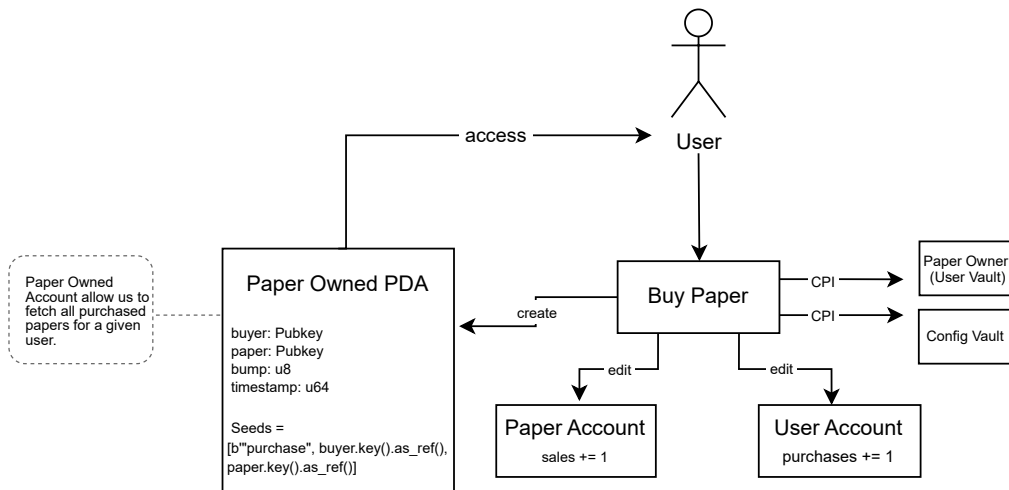 User
access
Paper Owned
Account allow us to
fetch all purchased
papers for a given
user.
Paper Owned PDA
buyer: Pubkey
paper: Pubkey
bump: u8
timestamp: u64
Seeds =
[b'"purchase", buyer.key().as_ref(),
paper.key().as_ref()]
create
Buy Paper
CPI
Paper Owner
(User Vault)
CPI
Config Vault
edit
edit
Paper Account
sales += 1
User Account
purchases += 1